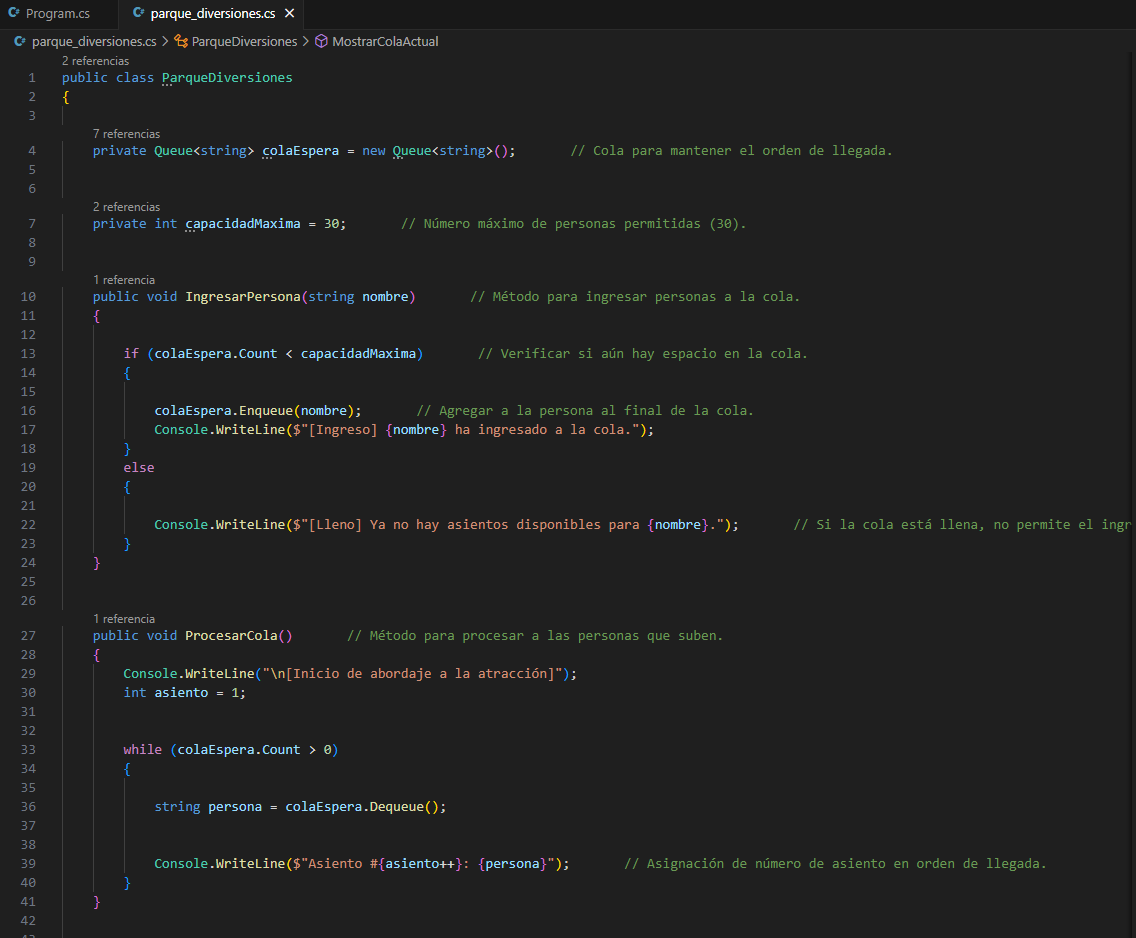 Program.cs parque_diversiones.cs
parque_diversiones.cs > ParqueDiversiones > MostrarColaActual
2 referencias
1 public class ParqueDiversiones
2 {
3
7 referencias
4 private Queue<string> colaEspera = new Queue<string>(); // Cola para mantener el orden de llegada.
5
6
2 referencias
7 private int capacidadMaxima = 30; // Número máximo de personas permitidas (30).
8
9
1 referencia
10 public void IngresarPersona(string nombre) // Método para ingresar personas a la cola.
11 {
12
13 if (colaEspera.Count < capacidadMaxima) // Verificar si aún hay espacio en la cola.
14 {
15
16 colaEspera.Enqueue(nombre); // Agregar a la persona al final de la cola.
17 Console.WriteLine($"[Ingreso] {nombre} ha ingresado a la cola.");
18 }
19 else
20 {
21
22 Console.WriteLine($"[Lleno] Ya no hay asientos disponibles para {nombre}."); // Si la cola está llena, no permite el ingr
23 }
24 }
25
26
1 referencia
27 public void ProcesarCola() // Método para procesar a las personas que suben.
28 {
29 Console.WriteLine("\n[Inicio de abordaje a la atracción]");
30 int asiento = 1;
31
32
33 while (colaEspera.Count > 0)
34 {
35
36 string persona = colaEspera.Dequeue();
37
38
39 Console.WriteLine($"Asiento #{asiento++}: {persona}"); // Asignación de número de asiento en orden de llegada.
40 }
41 }
42